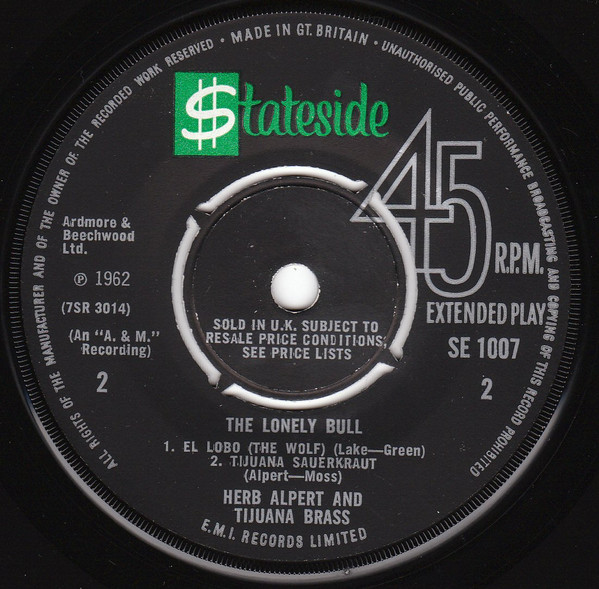 ALL RIGHTS OF THE MANUFACTURER AND OF THE OWNER OF THE RECORDED WORK RESERVED · MADE IN GT. BRITAIN · UNAUTHORISED PUBLIC PERFORMANCE BROADCASTING AND COPYING OF THIS RECORD PROHIBITED
$tateside
45
R.P.M.
EXTENDED PLAY
SE 1007
2
Ardmore &
Beechwood
Ltd.
℗ 1962
(7SR 3014)
(An "A. & M."
Recording)
2
SOLD IN U.K. SUBJECT TO
RESALE PRICE CONDITIONS,
SEE PRICE LISTS
THE LONELY BULL
1. EL LOBO (THE WOLF) (Lake—Green)
2. TIJUANA SAUERKRAUT
(Alpert—Moss)
HERB ALPERT AND
TIJUANA BRASS
E.M.I. RECORDS LIMITED